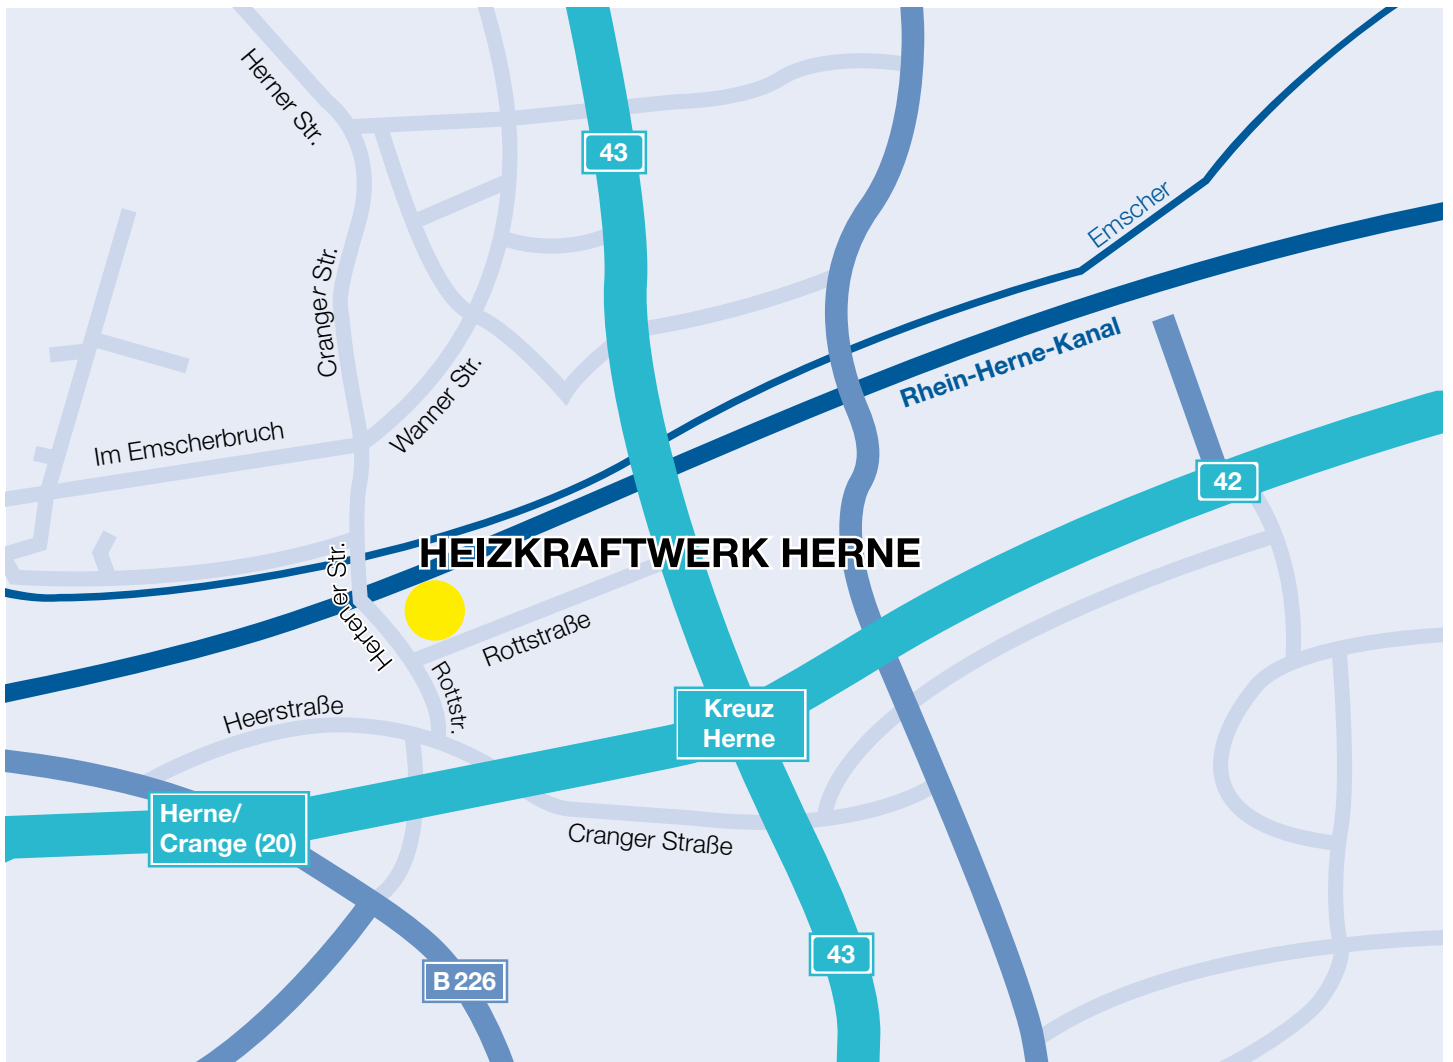 Herner Str.
43
Emscher
Cranger Str.
Rhein-Herne-Kanal
Wanner Str.
Im Emscherbruch
42
HEIZKRAFTWERK HERNE
Hertener Str.
Rottstraße
Rottstr.
Heerstraße
Kreuz
Herne
Herne/
Crange (20)
Cranger Straße
43
B 226